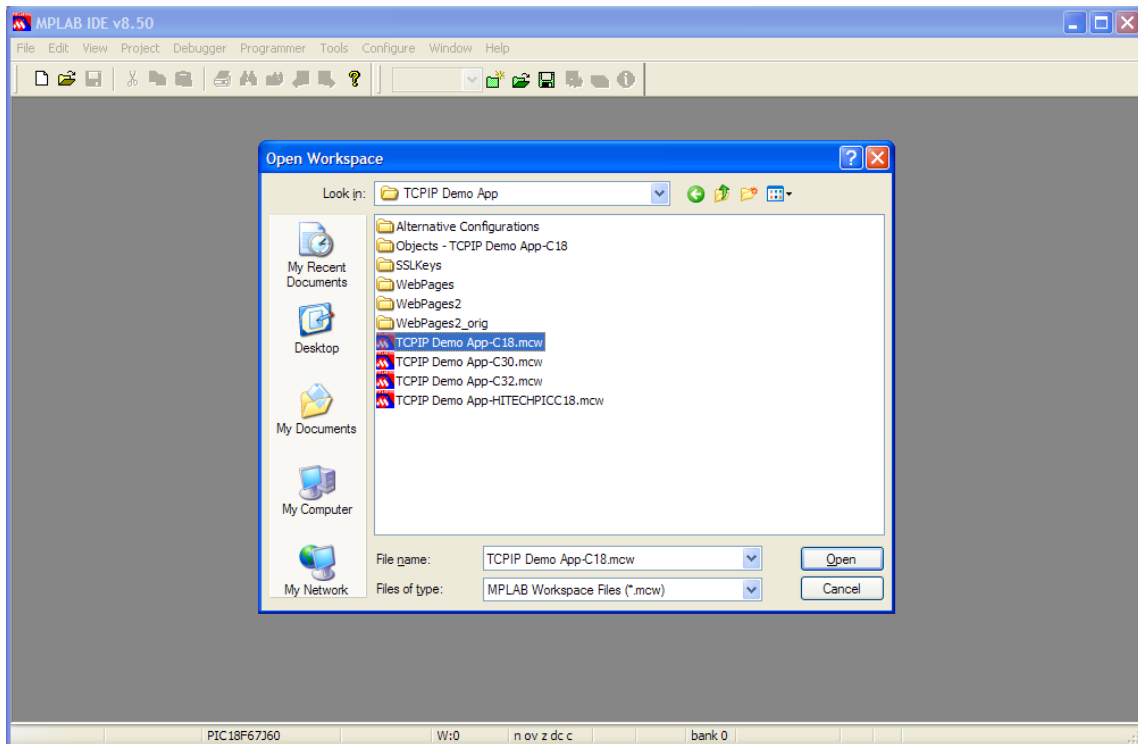 MPLAB IDE v8.50
File Edit View Project Debugger Programmer Tools Configure Window Help
Open Workspace
Look in: TCPIP Demo App
Alternative Configurations
Objects - TCPIP Demo App-C18
SSLKeys
WebPages
WebPages2
WebPages2_orig
TCPIP Demo App-C18.mcw
TCPIP Demo App-C30.mcw
TCPIP Demo App-C32.mcw
TCPIP Demo App-HITECHPICC18.mcw
My Recent
Documents
Desktop
My Documents
My Computer
My Network
File name: TCPIP Demo App-C18.mcw Open
Files of type: MPLAB Workspace Files (*.mcw) Cancel
PIC18F67J60 W:0 n ov z dc c bank 0